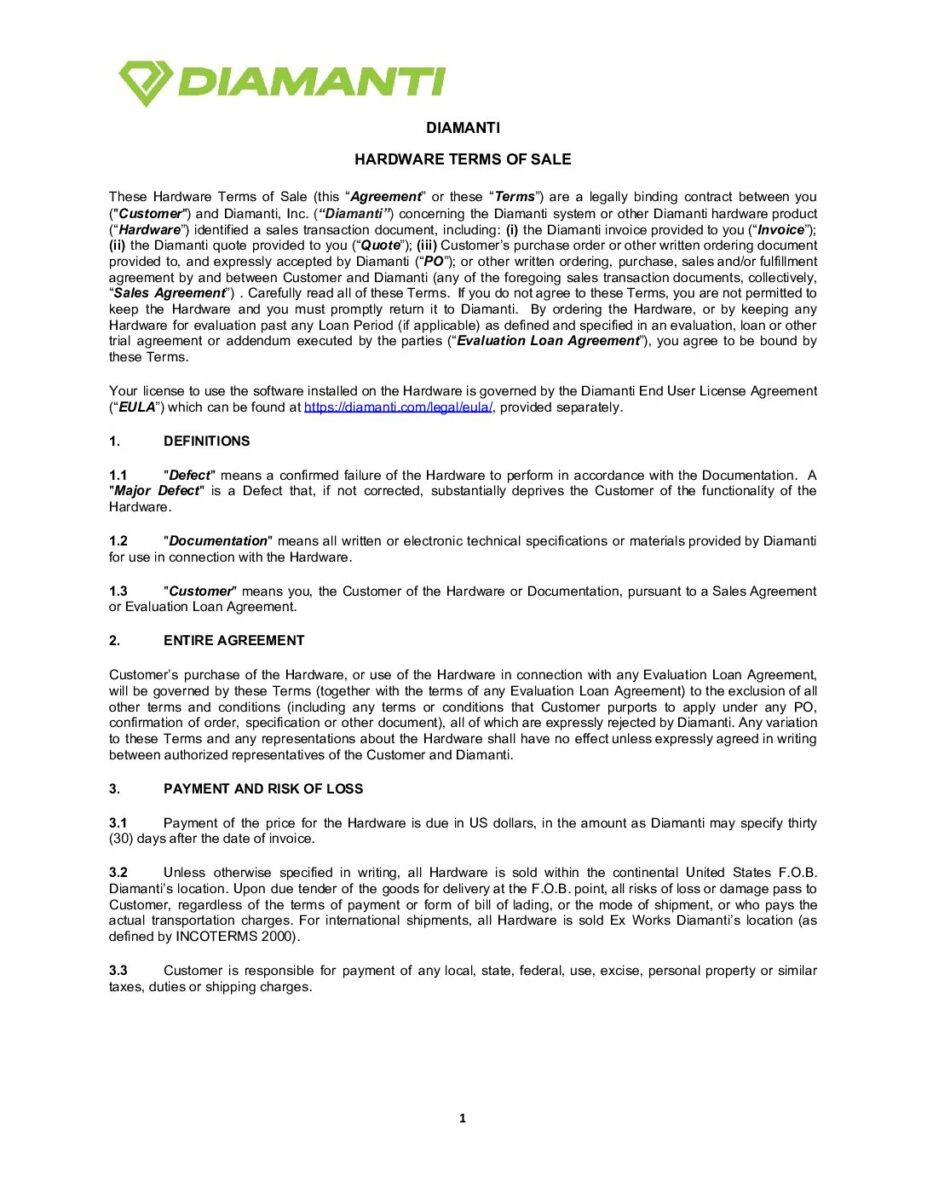 DIAMANTI
DIAMANTI
HARDWARE TERMS OF SALE
These Hardware Terms of Sale (this “Agreement” or these “Terms”) are a legally binding contract between you
("Customer") and Diamanti, Inc. (“Diamanti”) concerning the Diamanti system or other Diamanti hardware product
(“Hardware”) identified a sales transaction document, including: (i) the Diamanti invoice provided to you (“Invoice”);
(ii) the Diamanti quote provided to you (“Quote”); (iii) Customer’s purchase order or other written ordering document
provided to, and expressly accepted by Diamanti (“PO”); or other written ordering, purchase, sales and/or fulfillment
agreement by and between Customer and Diamanti (any of the foregoing sales transaction documents, collectively,
“Sales Agreement”) . Carefully read all of these Terms. If you do not agree to these Terms, you are not permitted to
keep the Hardware and you must promptly return it to Diamanti. By ordering the Hardware, or by keeping any
Hardware for evaluation past any Loan Period (if applicable) as defined and specified in an evaluation, loan or other
trial agreement or addendum executed by the parties (“Evaluation Loan Agreement”), you agree to be bound by
these Terms.
Your license to use the software installed on the Hardware is governed by the Diamanti End User License Agreement
(“EULA”) which can be found at https://diamanti.com/legal/eula/, provided separately.
1. DEFINITIONS
1.1 "Defect" means a confirmed failure of the Hardware to perform in accordance with the Documentation. A
"Major Defect" is a Defect that, if not corrected, substantially deprives the Customer of the functionality of the
Hardware.
1.2 "Documentation" means all written or electronic technical specifications or materials provided by Diamanti
for use in connection with the Hardware.
1.3 "Customer" means you, the Customer of the Hardware or Documentation, pursuant to a Sales Agreement
or Evaluation Loan Agreement.
2. ENTIRE AGREEMENT
Customer’s purchase of the Hardware, or use of the Hardware in connection with any Evaluation Loan Agreement,
will be governed by these Terms (together with the terms of any Evaluation Loan Agreement) to the exclusion of all
other terms and conditions (including any terms or conditions that Customer purports to apply under any PO,
confirmation of order, specification or other document), all of which are expressly rejected by Diamanti. Any variation
to these Terms and any representations about the Hardware shall have no effect unless expressly agreed in writing
between authorized representatives of the Customer and Diamanti.
3. PAYMENT AND RISK OF LOSS
3.1 Payment of the price for the Hardware is due in US dollars, in the amount as Diamanti may specify thirty
(30) days after the date of invoice.
3.2 Unless otherwise specified in writing, all Hardware is sold within the continental United States F.O.B.
Diamanti’s location. Upon due tender of the goods for delivery at the F.O.B. point, all risks of loss or damage pass to
Customer, regardless of the terms of payment or form of bill of lading, or the mode of shipment, or who pays the
actual transportation charges. For international shipments, all Hardware is sold Ex Works Diamanti’s location (as
defined by INCOTERMS 2000).
3.3 Customer is responsible for payment of any local, state, federal, use, excise, personal property or similar
taxes, duties or shipping charges.
1